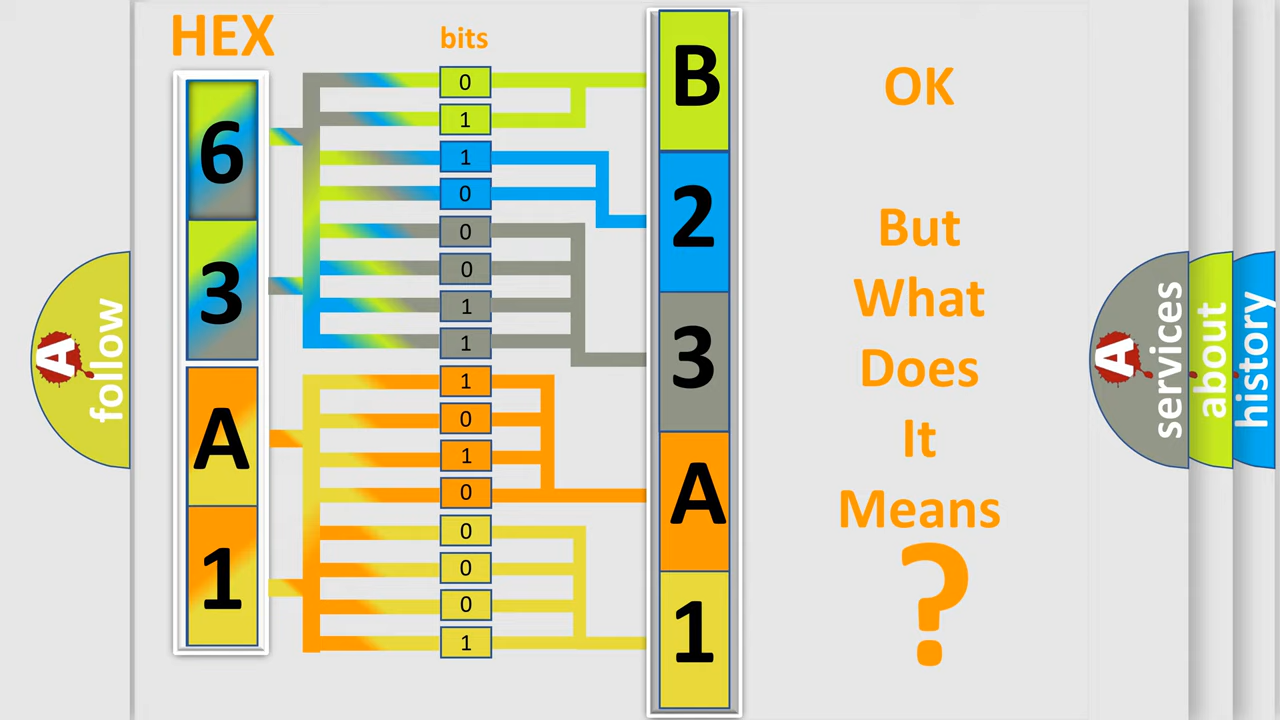 HEX
bits
6
3
A
1
0
1
1
0
0
0
1
1
1
0
1
0
0
0
0
1
B
2
3
A
1
OK
But
What
Does
It
Means
?
A
follow
A
services
about
history